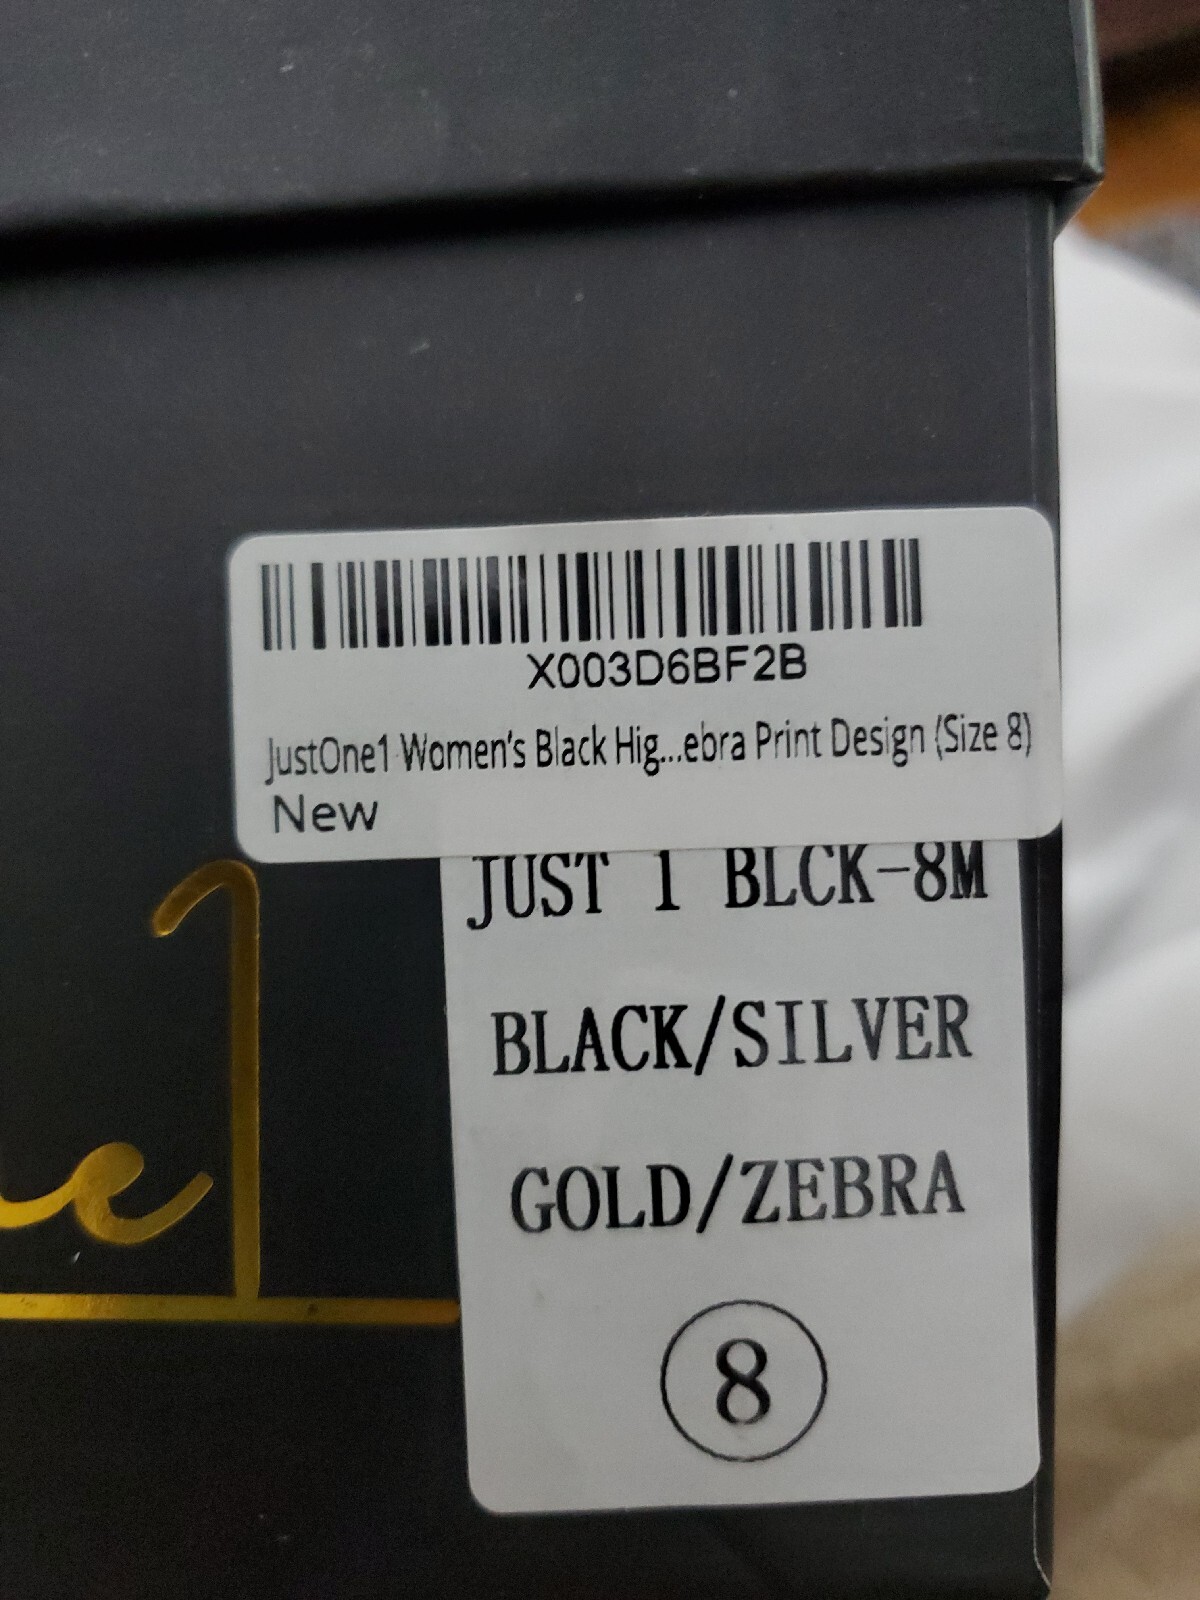 X003D6BF2B
JustOne1 Women's Black Hig...ebra Print Design (Size 8)
New
JUST 1 BLCK-8M
BLACK/SILVER
GOLD/ZEBRA
8
e1